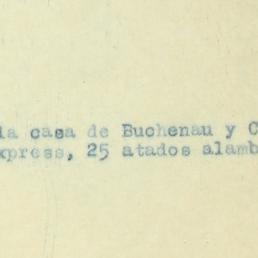 la casa de Buchenau y C
xpress, 25 atados alamb